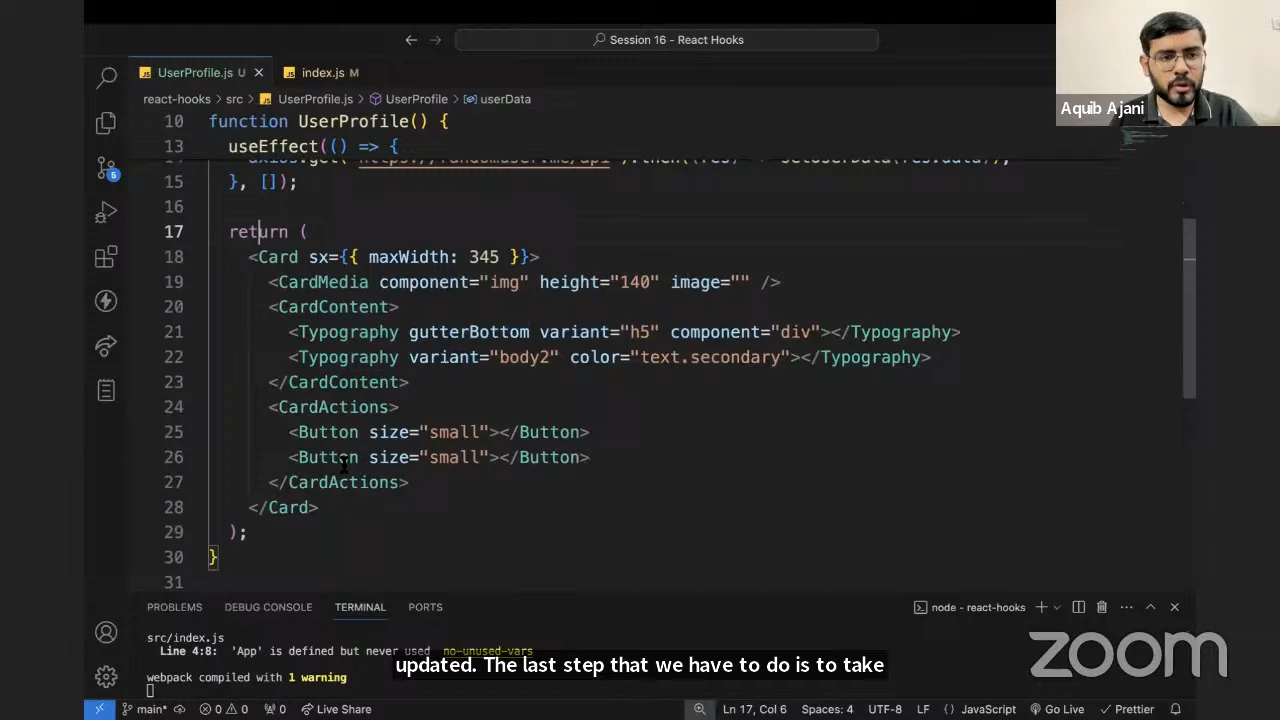 Session 16 - React Hooks
UserProfile.js U
index.js M
react-hooks > src > UserProfile.js > UserProfile > userData
Aquib Ajani
10 function UserProfile() {
13 useEffect(() => {
15 }, []);
16
17 return (
18 <Card sx={{ maxWidth: 345 }}>
19 <CardMedia component="img" height="140" image="" />
20 <CardContent>
21 <Typography gutterBottom variant="h5" component="div"></Typography>
22 <Typography variant="body2" color="text.secondary"></Typography>
23 </CardContent>
24 <CardActions>
25 <Button size="small"></Button>
26 <Button size="small"></Button>
27 </CardActions>
28 </Card>
29 );
30 }
31
5
PROBLEMS DEBUG CONSOLE TERMINAL PORTS
node - react-hooks
src/index.js
Line 4:8: 'App' is defined but never used no-unused-vars
webpack compiled with 1 warning
updated. The last step that we have to do is to take
zoom
main* 0 0 0 Live Share
Ln 17, Col 6 Spaces: 4 UTF-8 LF {} JavaScript Go Live Prettier